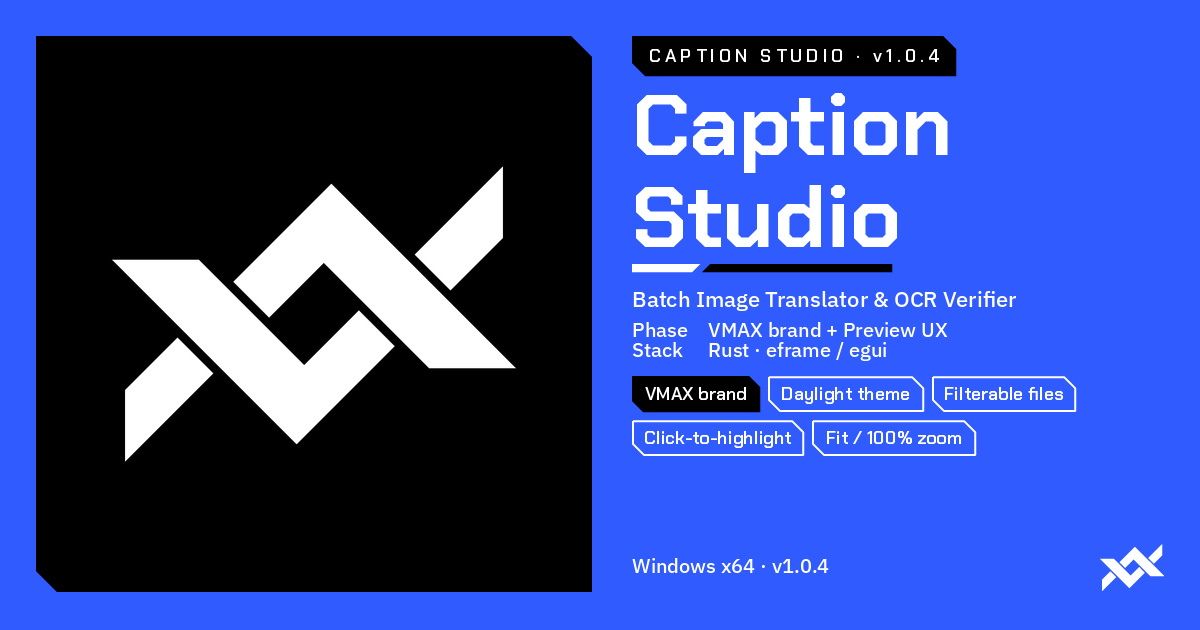 CAPTION STUDIO · v1.0.4
Caption
Studio
Batch Image Translator & OCR Verifier
Phase VMAX brand + Preview UX
Stack Rust · eframe / egui
VMAX brand Daylight theme Filterable files
Click-to-highlight Fit / 100% zoom
Windows x64 · v1.0.4